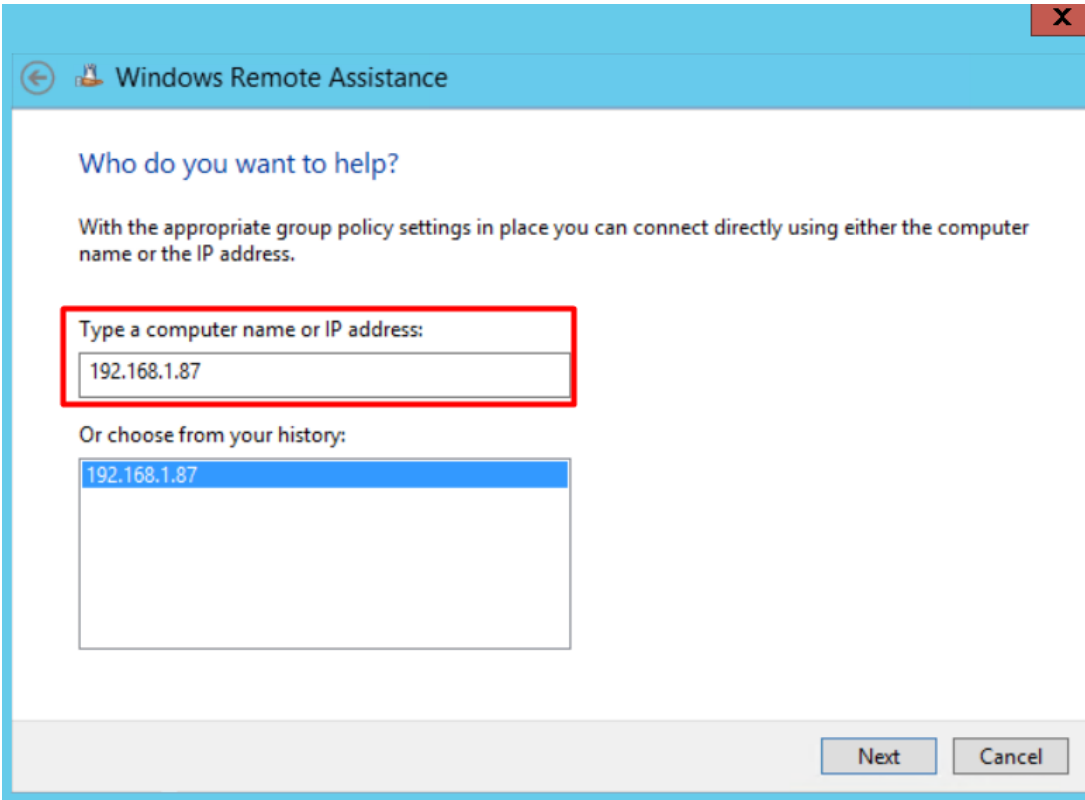 X
Windows Remote Assistance
Who do you want to help?
With the appropriate group policy settings in place you can connect directly using either the computer
name or the IP address.
Type a computer name or IP address:
192.168.1.87
Or choose from your history:
192.168.1.87
Next
Cancel